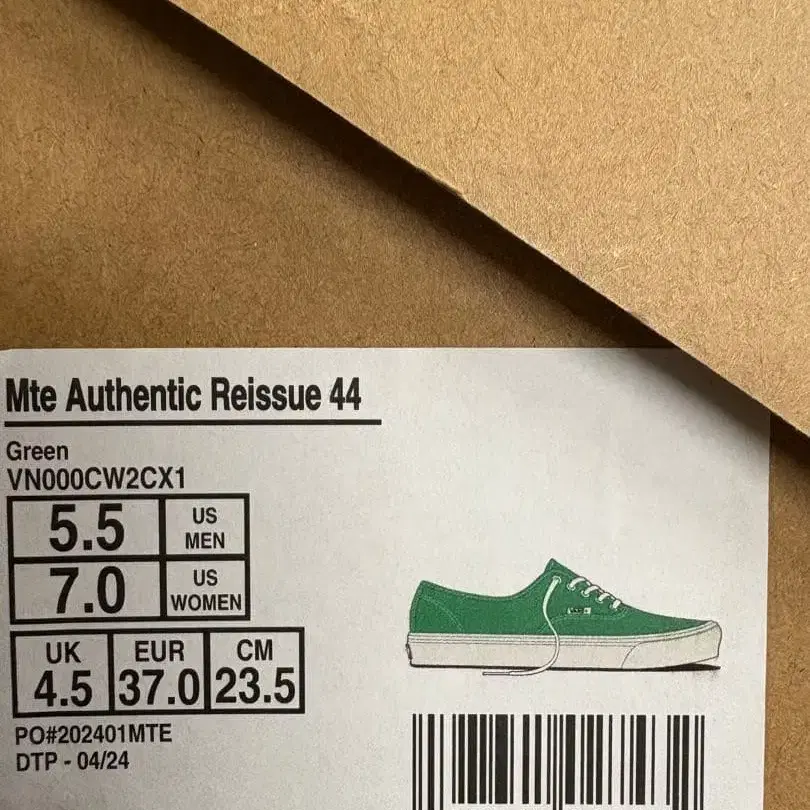 Mte Authentic Reissue 44
Green
VN000CW2CX1
5.5 US MEN
7.0 US WOMEN
UK EUR CM
4.5 37.0 23.5
PO#202401MTE
DTP - 04/24